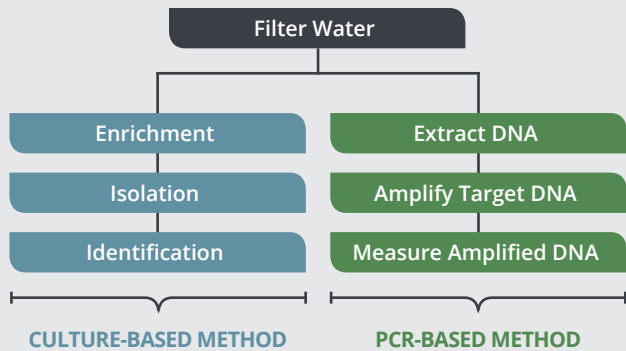 Filter Water
Enrichment
Isolation
Identification
CULTURE-BASED METHOD
Extract DNA
Amplify Target DNA
Measure Amplified DNA
PCR-BASED METHOD